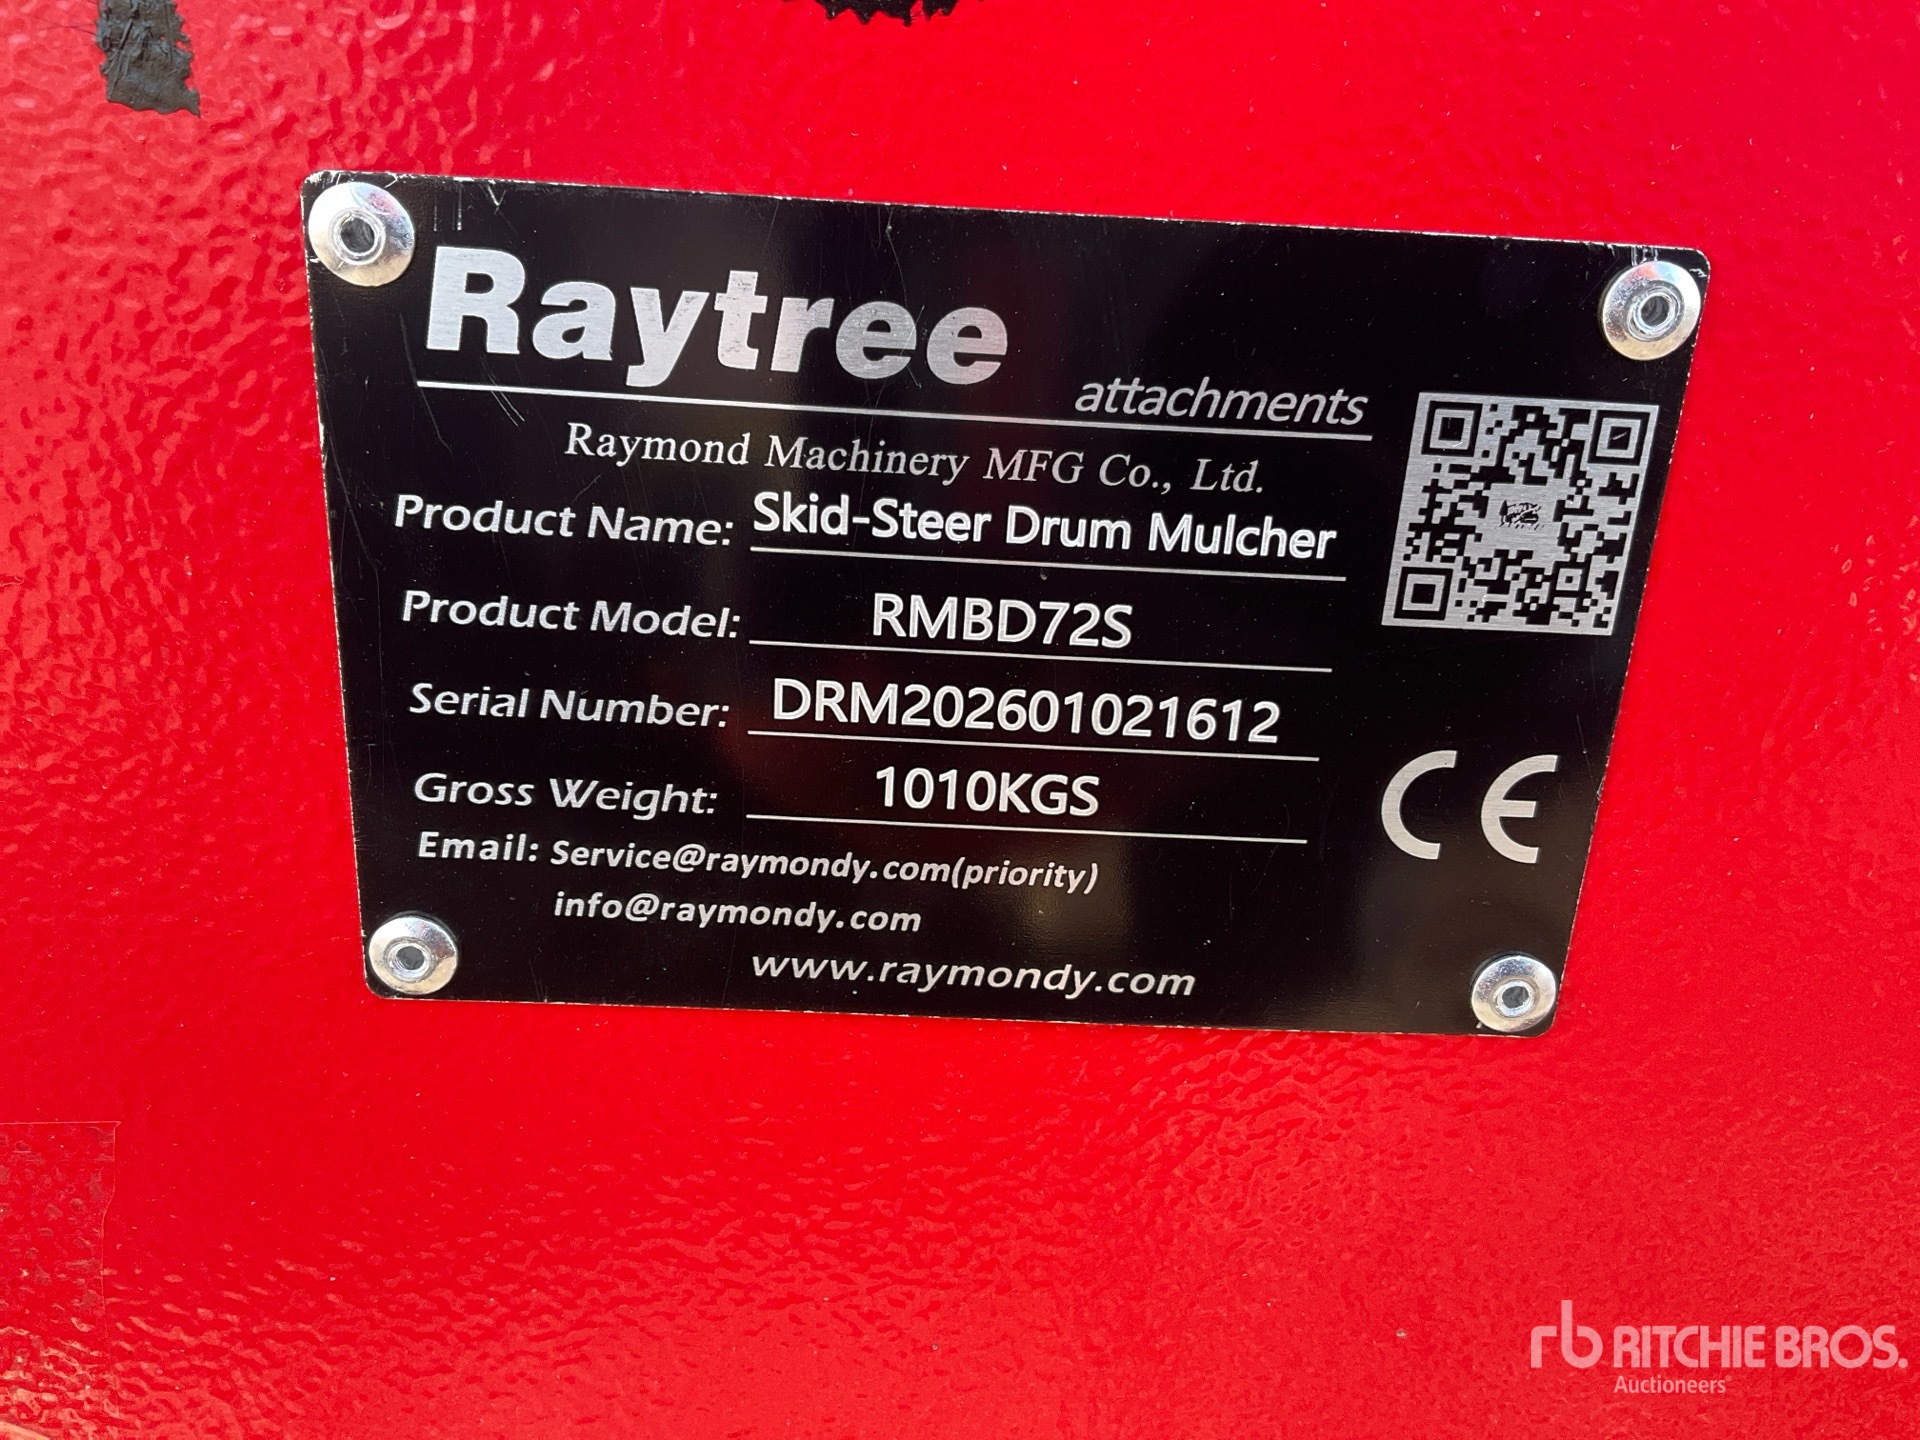 Raytree
attachments
Raymond Machinery MFG Co., Ltd.
Product Name: Skid-Steer Drum Mulcher
Product Model: RMBD72S
Serial Number: DRM202601021612
Gross Weight: 1010KGS
Email: Service@raymondy.com(priority)
info@raymondy.com
www.raymondy.com
CE
rb RITCHIE BROS.
Auctioneers